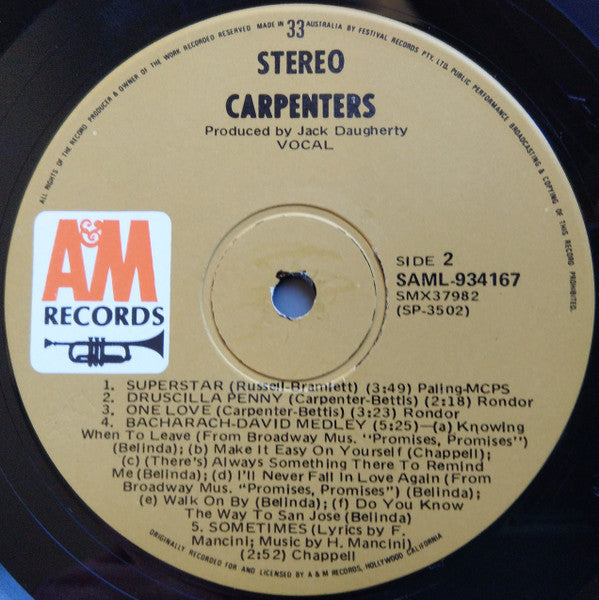 ALL RIGHTS OF THE RECORD PRODUCER & OWNER OF THE WORK RECORDED RESERVED MADE IN 33 AUSTRALIA BY FESTIVAL RECORDS PTY. LTD. PUBLIC PERFORMANCE BROADCASTING & COPYING OF THIS RECORD PROHIBITED.
STEREO
CARPENTERS
Produced by Jack Daugherty
VOCAL
A&M
RECORDS
SIDE 2
SAML-934167
SMX37982
(SP-3502)
1. SUPERSTAR (Russell-Bramlett) (3:49) Paling-MCPS
2. DRUSCILLA PENNY (Carpenter-Bettis) (2:18) Rondor
3. ONE LOVE (Carpenter-Bettis) (3:23) Rondor
4. BACHARACH-DAVID MEDLEY (5:25)—(a) Knowing
When To Leave (From Broadway Mus. "Promises, Promises")
(Belinda); (b) Make It Easy On Yourself (Chappell);
(c) (There's) Always Something There To Remind
Me (Belinda); (d) I'll Never Fall In Love Again (From
Broadway Mus. "Promises, Promises") (Belinda);
(e) Walk On By (Belinda); (f) Do You Know
The Way To San Jose (Belinda)
5. SOMETIMES (Lyrics by F.
Mancini; Music by H. Mancini)
(2:52) Chappell
ORIGINALLY RECORDED FOR AND LICENSED BY A & M RECORDS, HOLLYWOOD CALIFORNIA